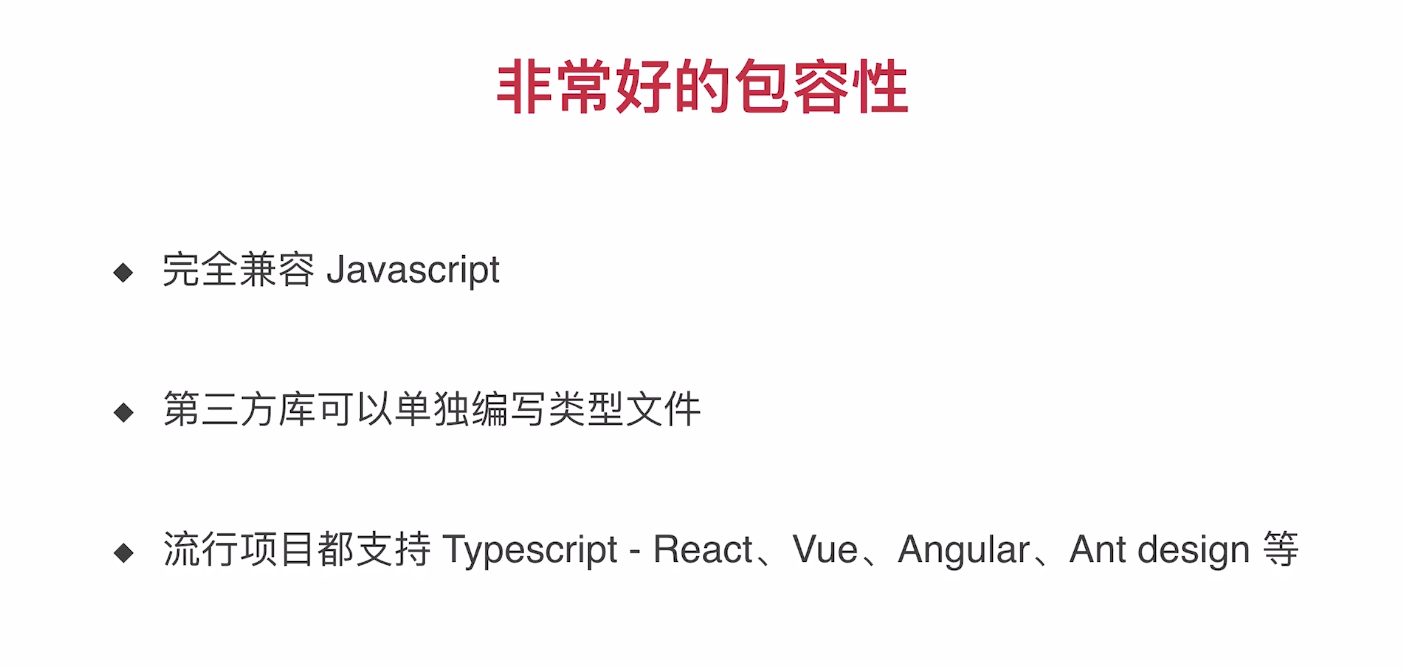 非常好的包容性
◆ 完全兼容 Javascript
◆ 第三方库可以单独编写类型文件
◆ 流行项目都支持 Typescript - React、Vue、Angular、Ant design 等